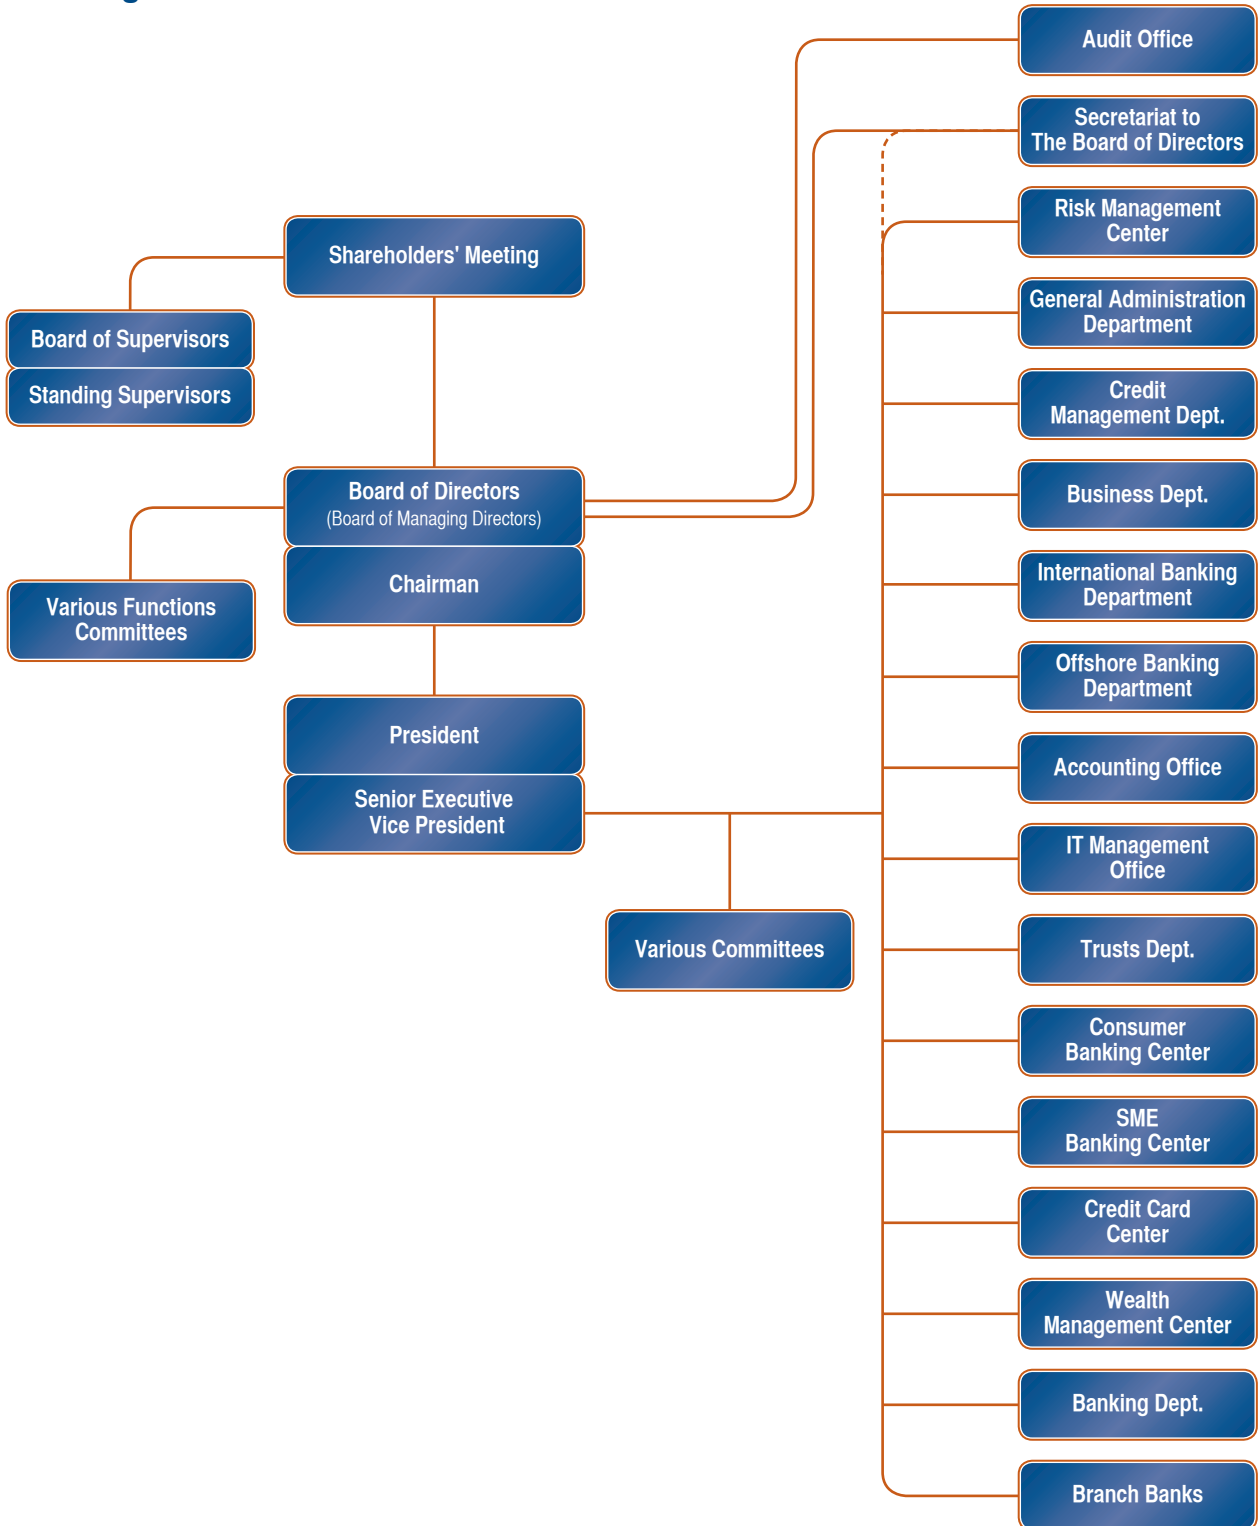 Audit Office
Secretariat to
The Board of Directors
Risk Management
Center
Shareholders' Meeting
General Administration
Department
Board of Supervisors
Standing Supervisors
Credit
Management Dept.
Board of Directors
(Board of Managing Directors)
Business Dept.
Chairman
International Banking
Department
Various Functions
Committees
Offshore Banking
Department
President
Accounting Office
Senior Executive
Vice President
IT Management
Office
Various Committees
Trusts Dept.
Consumer
Banking Center
SME
Banking Center
Credit Card
Center
Wealth
Management Center
Banking Dept.
Branch Banks